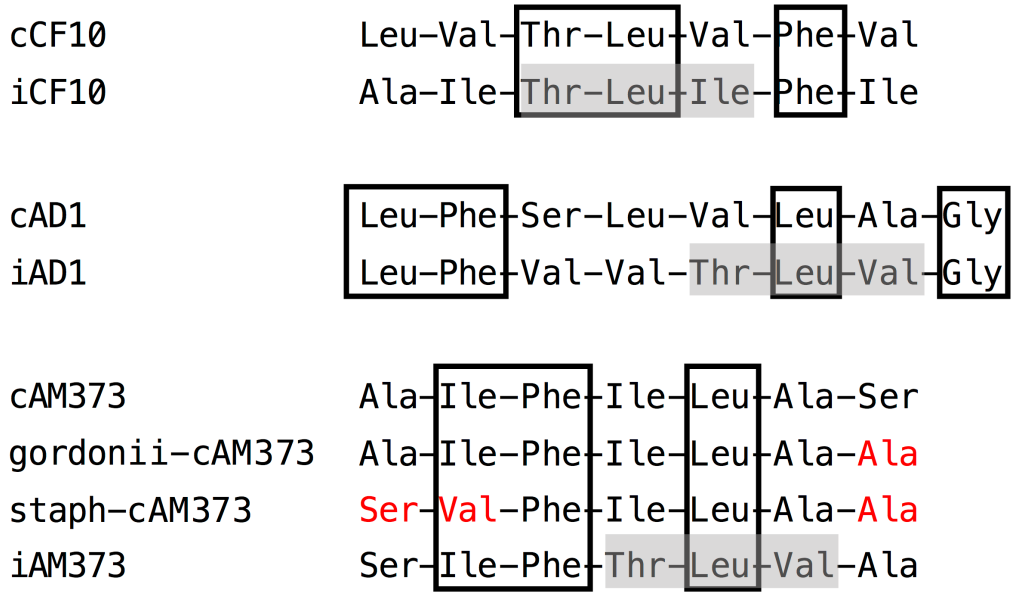 cCF10 Leu-Val-Thr-Leu-Val-Phe-Val
iCF10 Ala-Ile-Thr-Leu-Ile-Phe-Ile
cAD1 Leu-Phe-Ser-Leu-Val-Leu-Ala-Gly
iAD1 Leu-Phe-Val-Val-Thr-Leu-Val-Gly
cAM373 Ala-Ile-Phe-Ile-Leu-Ala-Ser
gordonii-cAM373 Ala-Ile-Phe-Ile-Leu-Ala-Ala
staph-cAM373 Ser-Val-Phe-Ile-Leu-Ala-Ala
iAM373 Ser-Ile-Phe-Thr-Leu-Val-Ala